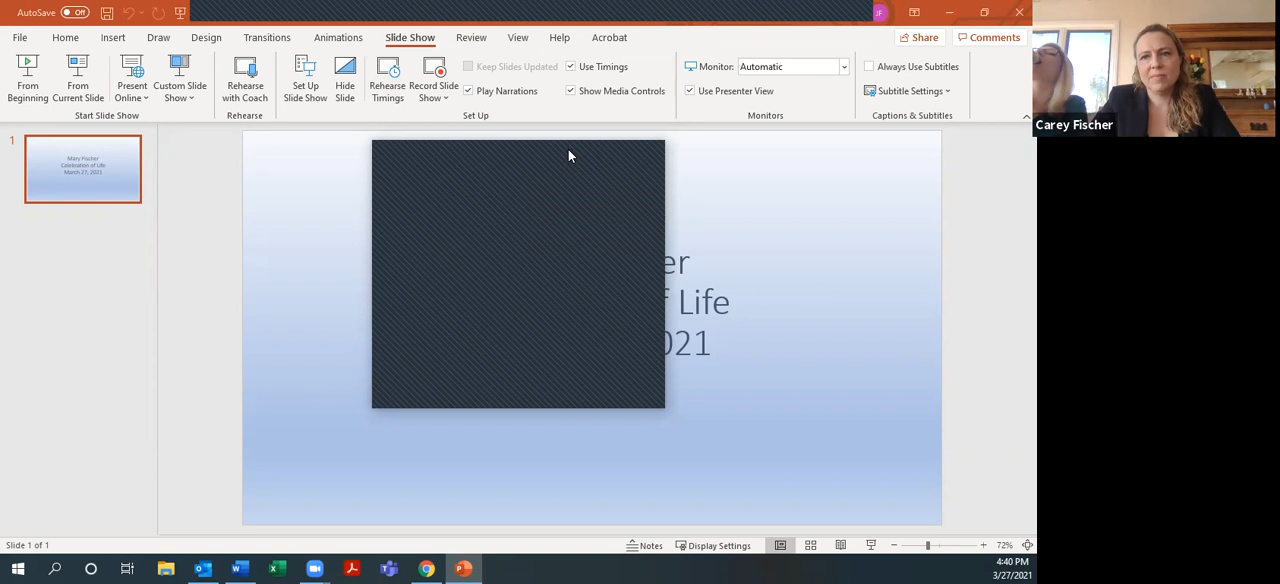 AutoSave Off
JF
File Home Insert Draw Design Transitions Animations Slide Show Review View Help Acrobat Share Comments
From Beginning
From Current Slide
Present Online
Custom Slide Show
Start Slide Show
Rehearse with Coach
Rehearse
Set Up Slide Show
Hide Slide
Rehearse Timings
Record Slide Show
Keep Slides Updated
Use Timings
Play Narrations
Show Media Controls
Set Up
Monitor: Automatic
Use Presenter View
Monitors
Always Use Subtitles
Subtitle Settings
Captions & Subtitles
Carey Fischer
1
Mary Fischer
Celebration of Life
March 27, 2021
er
f Life
021
Slide 1 of 1
Notes Display Settings 72%
4:40 PM
3/27/2021